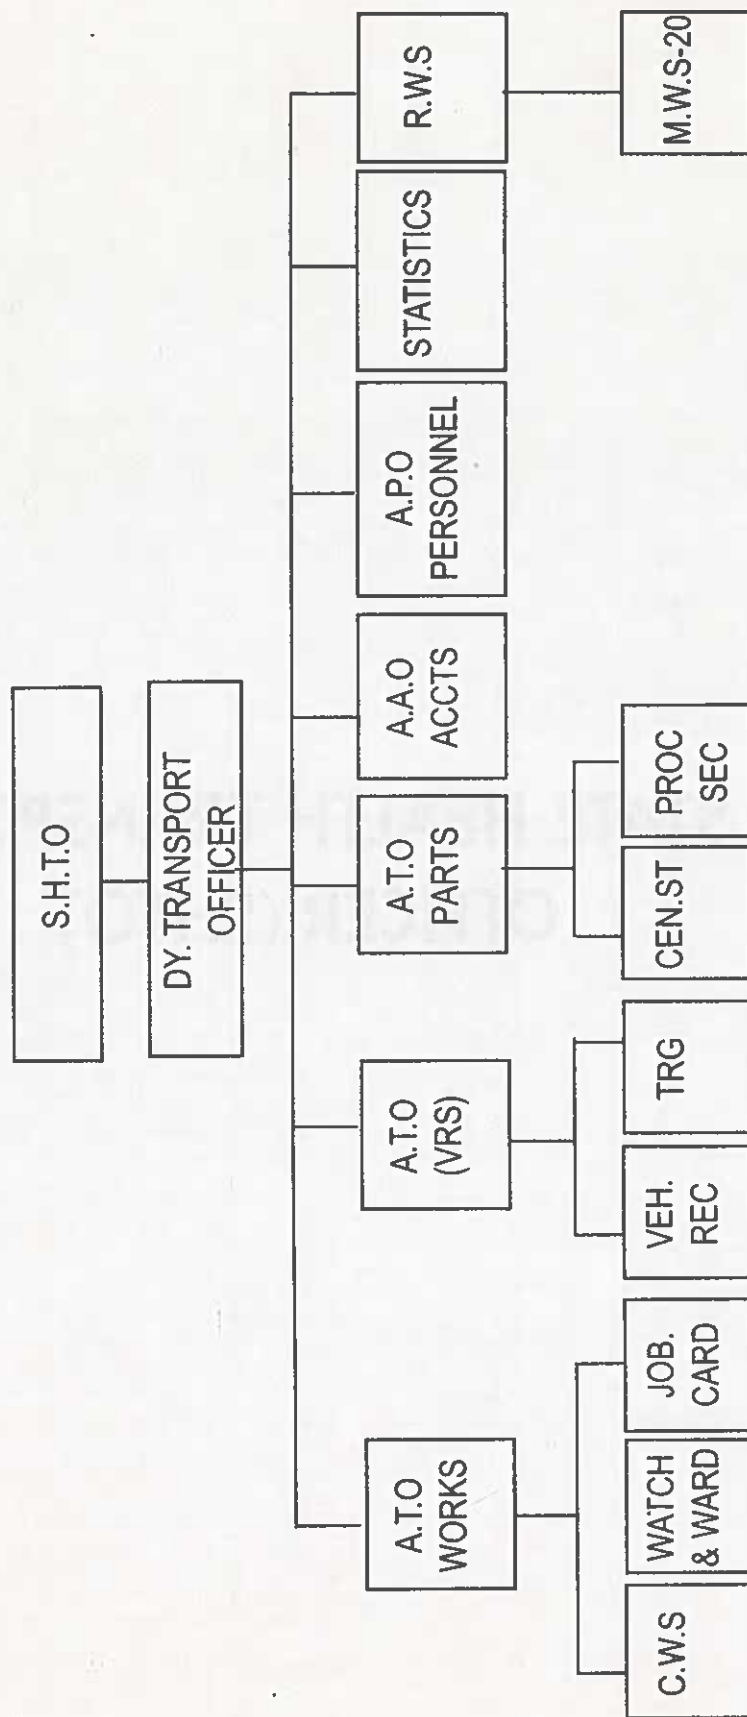 S.H.T.O
DY. TRANSPORT
OFFICER
A.T.O
WORKS
A.T.O
(VRS)
A.T.O
PARTS
A.A.O
ACCTS
A.P.O
PERSONNEL
STATISTICS
R.W.S
C.W.S
WATCH
& WARD
JOB.
CARD
VEH.
REC
TRG
CEN.ST
PROC
SEC
M.W.S-20